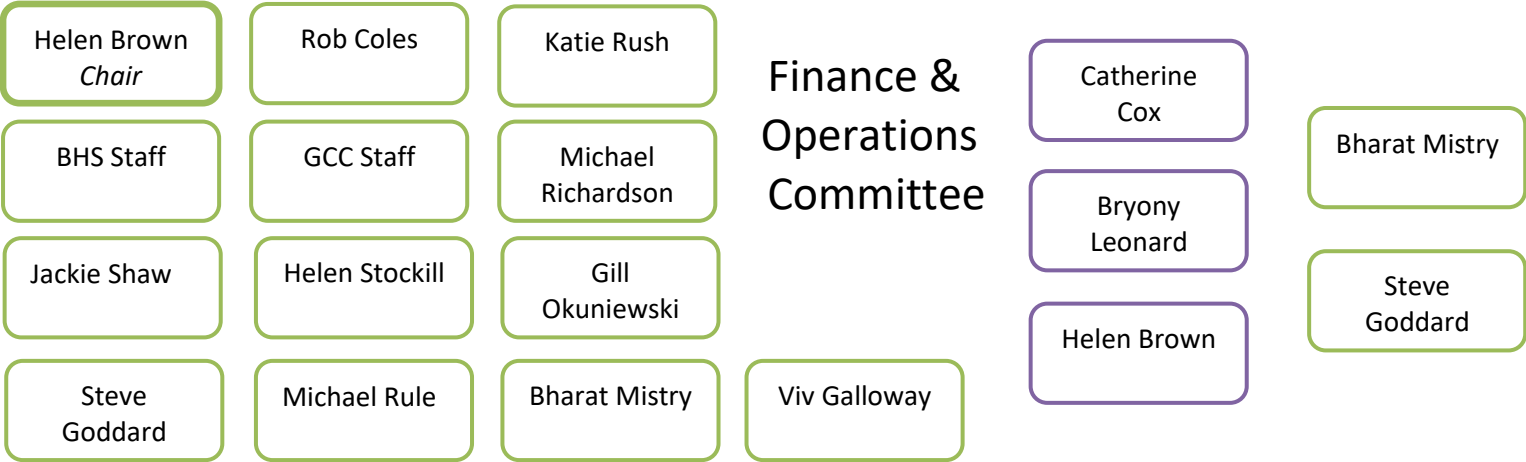 Helen Brown
Chair
Rob Coles
Katie Rush
BHS Staff
GCC Staff
Michael
Richardson
Jackie Shaw
Helen Stockill
Gill
Okuniewski
Steve
Goddard
Michael Rule
Bharat Mistry
Viv Galloway
Finance &
Operations
Committee
Catherine
Cox
Bryony
Leonard
Helen Brown
Bharat Mistry
Steve
Goddard